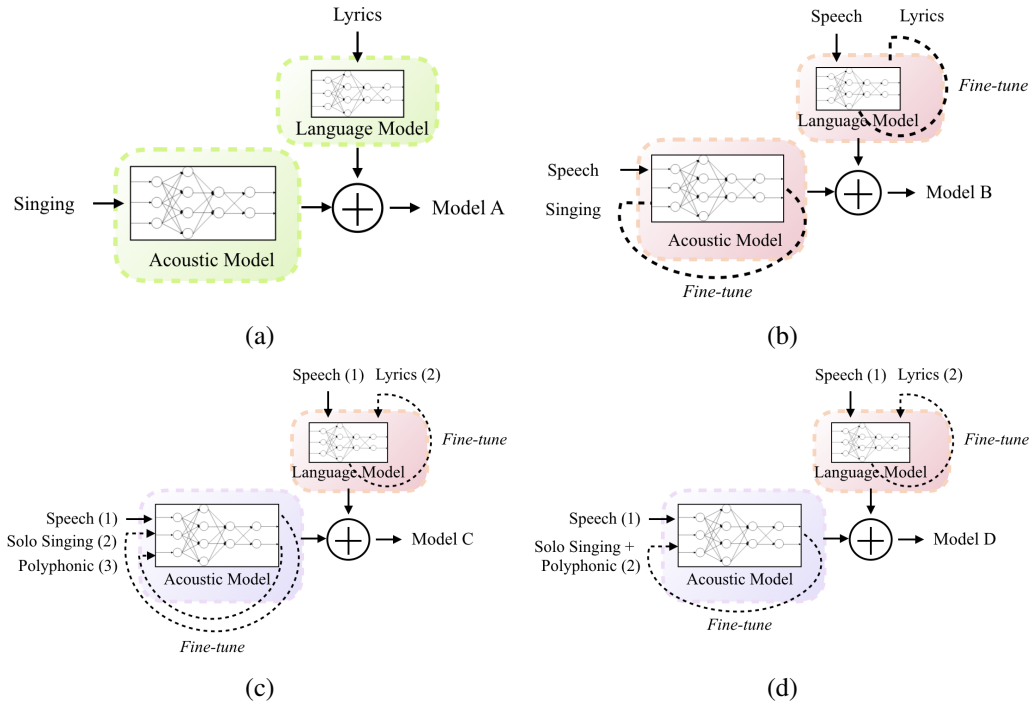 Lyrics
Language Model
Singing
Acoustic Model
Model A
(a)
Speech
Lyrics
Fine-tune
Language Model
Speech
Singing
Acoustic Model
Model B
Fine-tune
(b)
Speech (1)
Lyrics (2)
Fine-tune
Language Model
Speech (1)
Solo Singing (2)
Polyphonic (3)
Acoustic Model
Model C
Fine-tune
(c)
Speech (1)
Lyrics (2)
Fine-tune
Language Model
Speech (1)
Solo Singing +
Polyphonic (2)
Acoustic Model
Model D
Fine-tune
(d)